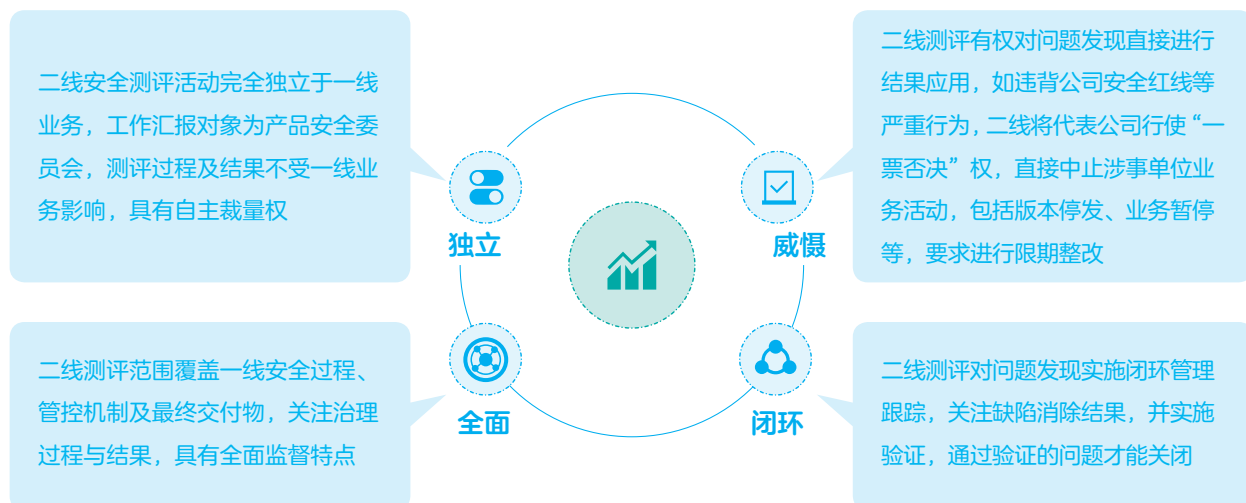 二线安全测评活动完全独立于一线
业务，工作汇报对象为产品安全委
员会，测评过程及结果不受一线业
务影响，具有自主裁量权
独立
二线测评有权对问题发现直接进行
结果应用，如违背公司安全红线等
严重行为，二线将代表公司行使“一
票否决”权，直接中止涉事单位业
务活动，包括版本停发、业务暂停
等，要求进行限期整改
威慑
二线测评范围覆盖一线安全过程、
管控机制及最终交付物，关注治理
过程与结果，具有全面监督特点
全面
二线测评对问题发现实施闭环管理
跟踪，关注缺陷消除结果，并实施
验证，通过验证的问题才能关闭
闭环